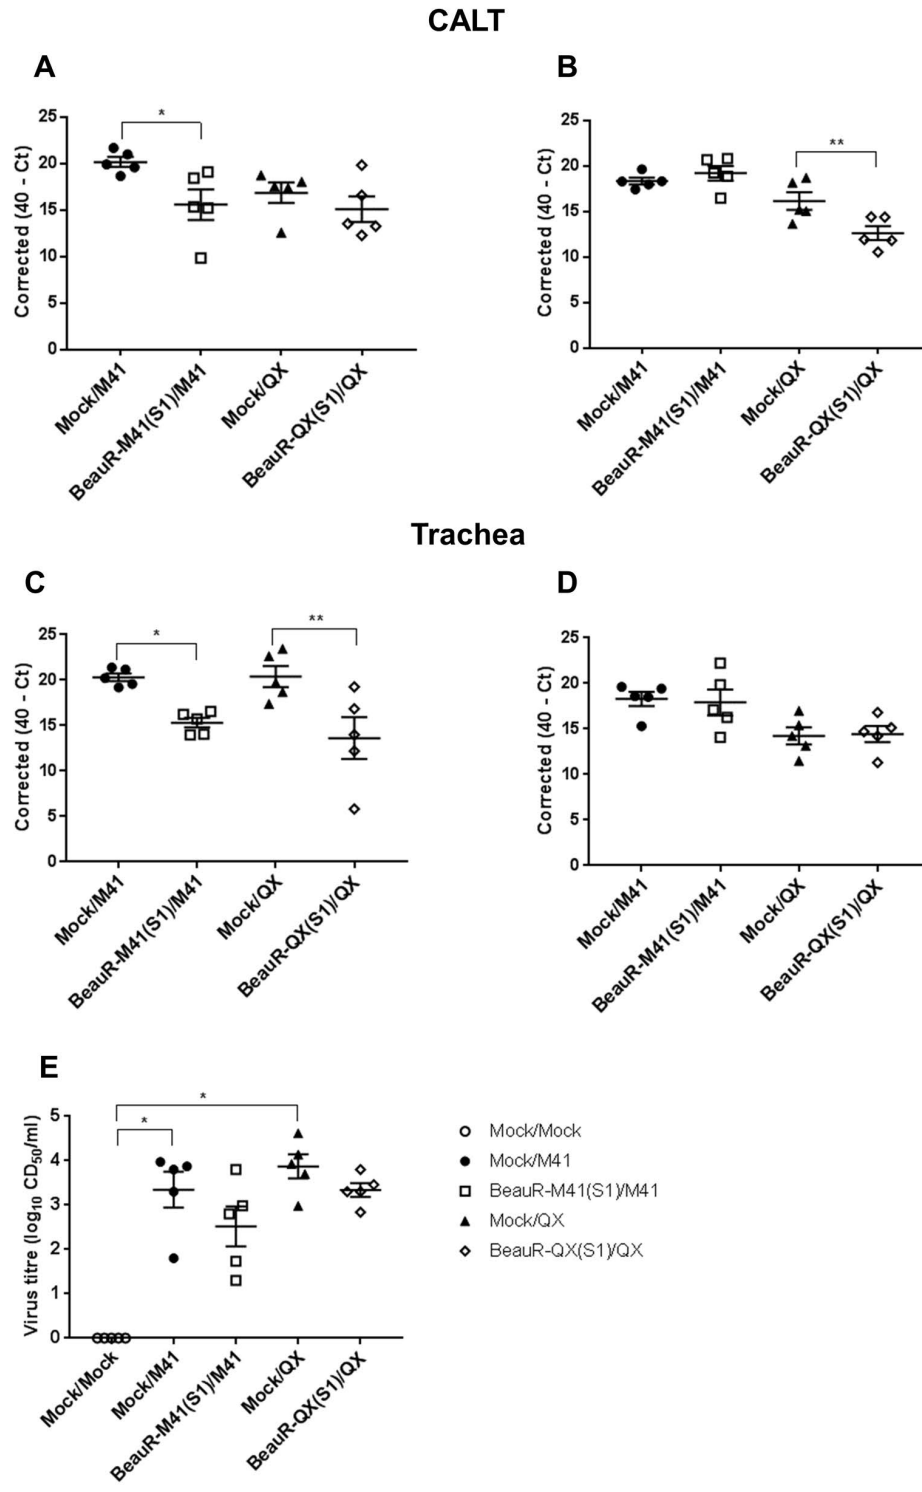 CALT
A
B
*
**
25
20
15
10
5
0
Corrected (40 - Ct)
Mock/M41
BeauR-M41(S1)/M41
Mock/QX
BeauR-QX(S1)/QX
25
20
15
10
5
0
Corrected (40 - Ct)
Mock/M41
BeauR-M41(S1)/M41
Mock/QX
BeauR-QX(S1)/QX
Trachea
C
D
*
**
25
20
15
10
5
0
Corrected (40 - Ct)
Mock/M41
BeauR-M41(S1)/M41
Mock/QX
BeauR-QX(S1)/QX
25
20
15
10
5
0
Corrected (40 - Ct)
Mock/M41
BeauR-M41(S1)/M41
Mock/QX
BeauR-QX(S1)/QX
E
*
*
5
4
3
2
1
0
Virus titre (log10 CD50/ml)
Mock/Mock
Mock/M41
BeauR-M41(S1)/M41
Mock/QX
BeauR-QX(S1)/QX
Mock/Mock
Mock/M41
BeauR-M41(S1)/M41
Mock/QX
BeauR-QX(S1)/QX